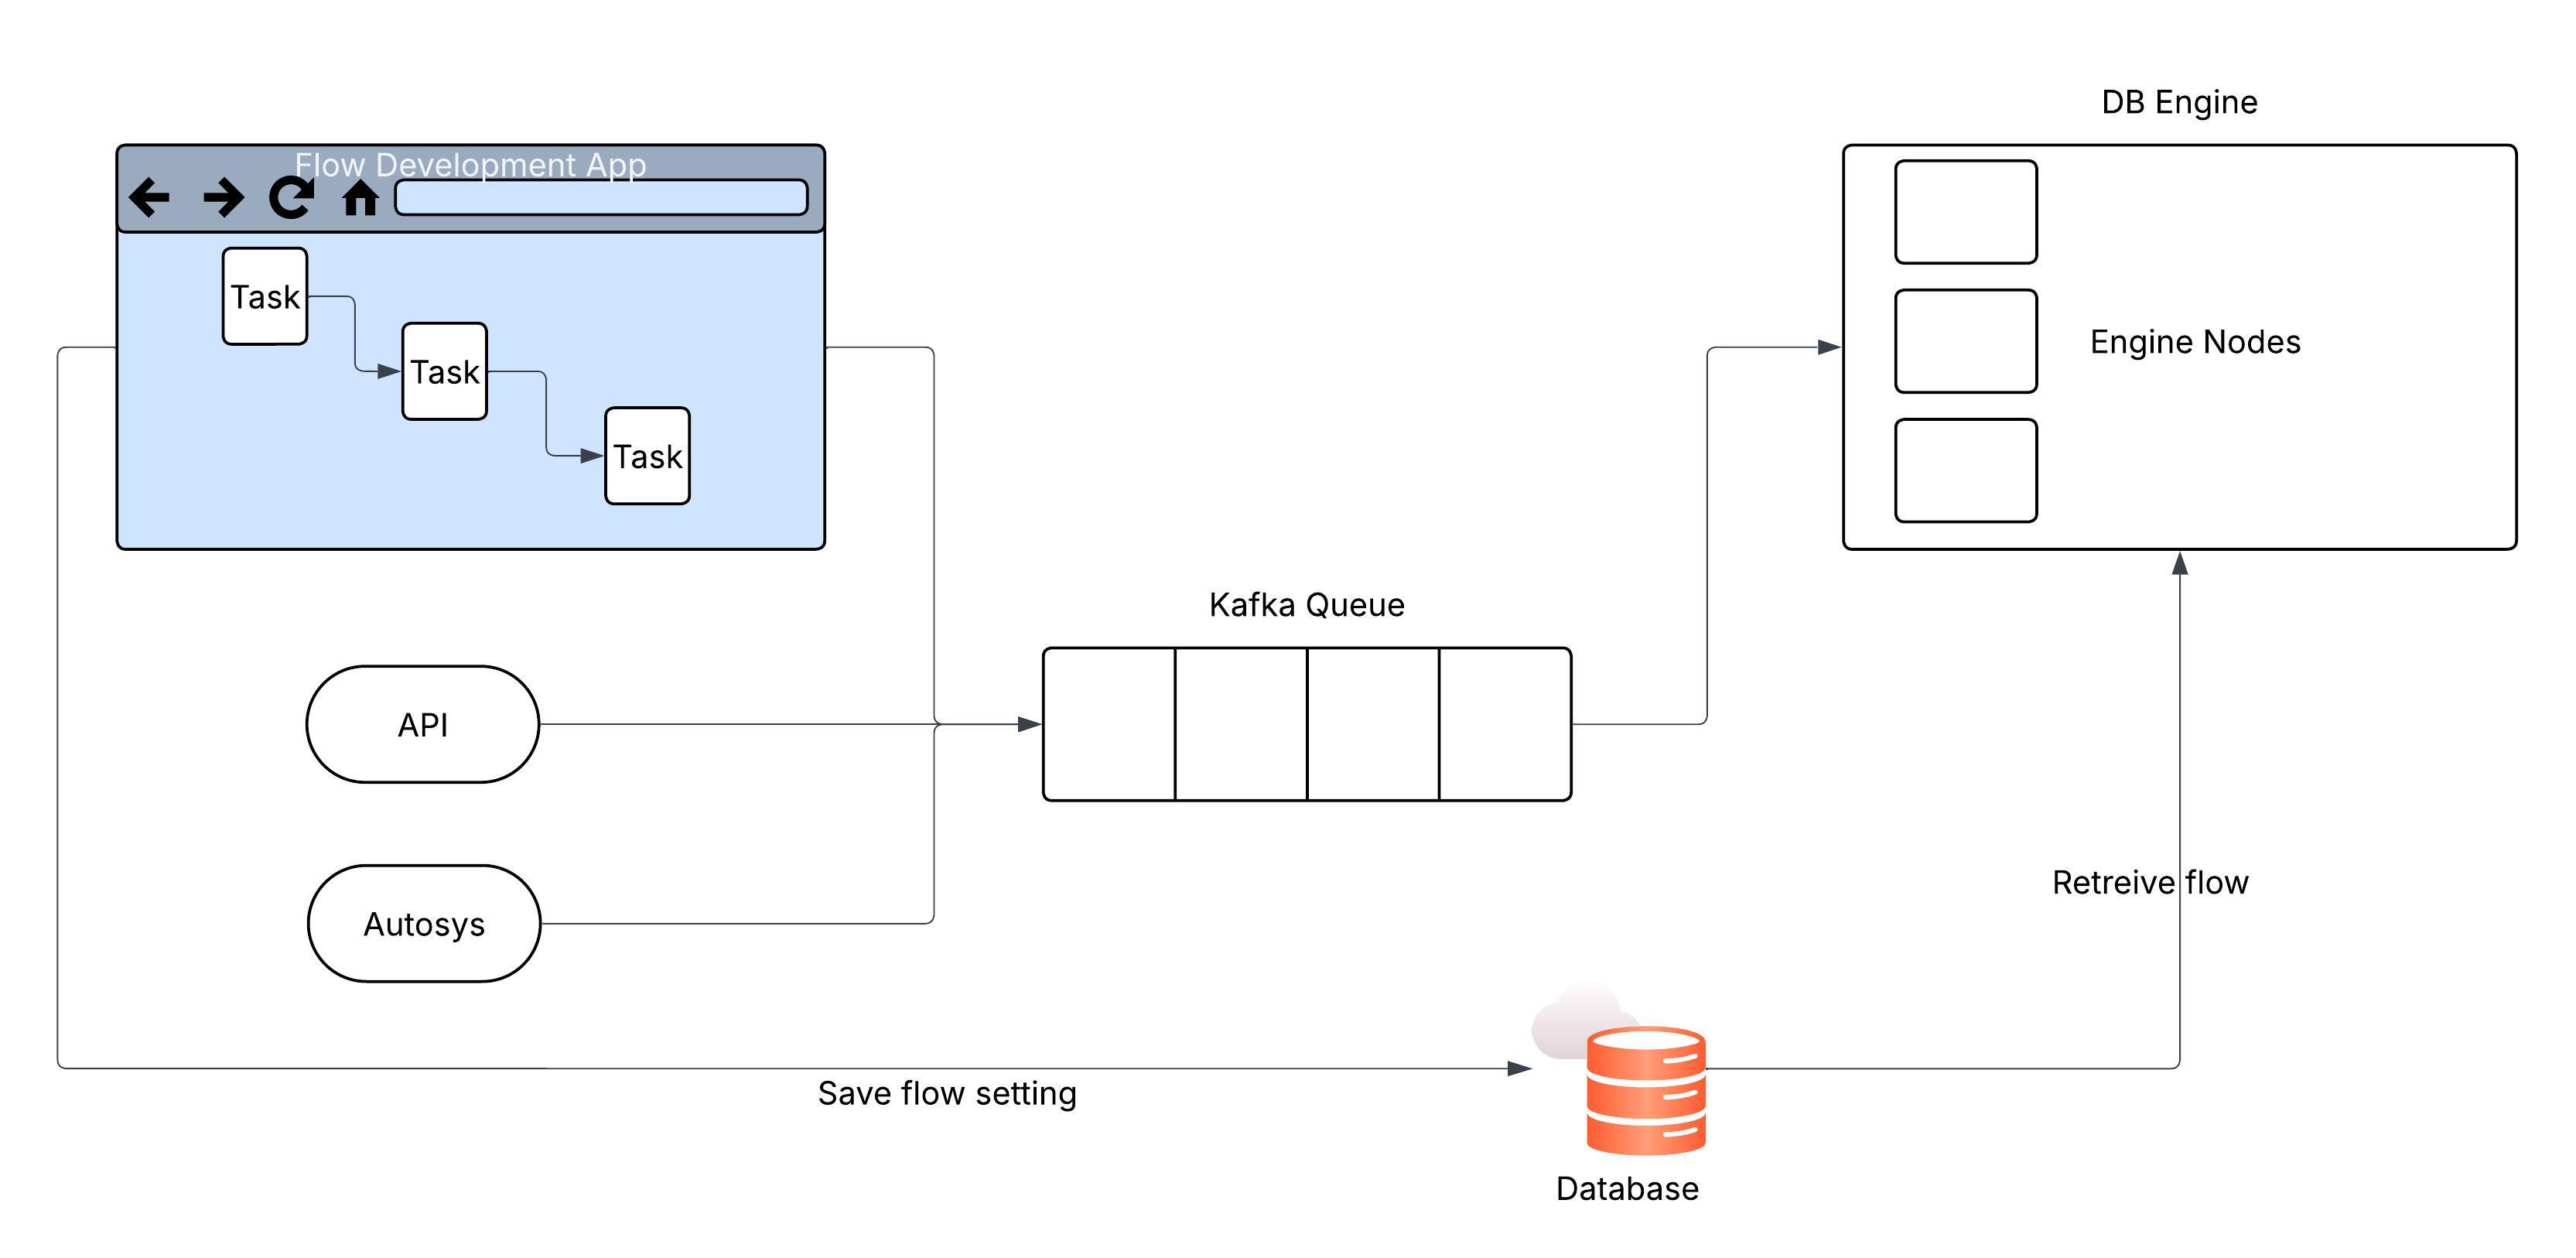 DB Engine
Flow Development App
Task
Task
Task
Engine Nodes
Kafka Queue
API
Autosys
Retreive flow
Save flow setting
Database